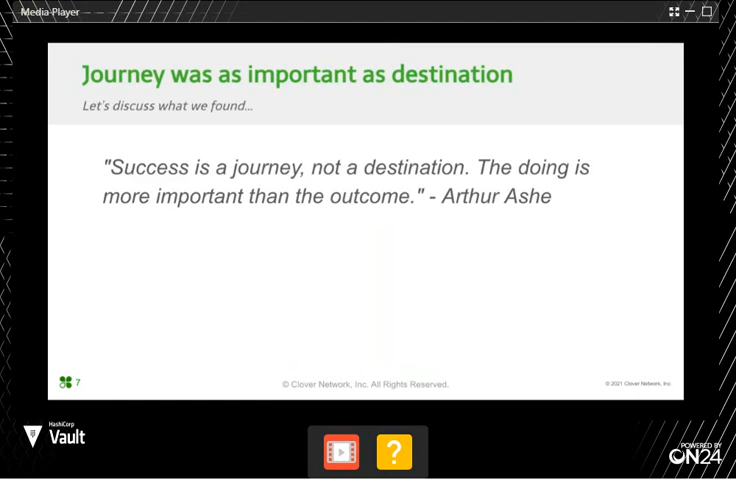 Media Player
Journey was as important as destination
Let's discuss what we found...
"Success is a journey, not a destination. The doing is
more important than the outcome." - Arthur Ashe
7
© Clover Network, Inc. All Rights Reserved.
© 2021 Clover Network, Inc
HashiCorp
Vault
?
POWERED BY
ON24